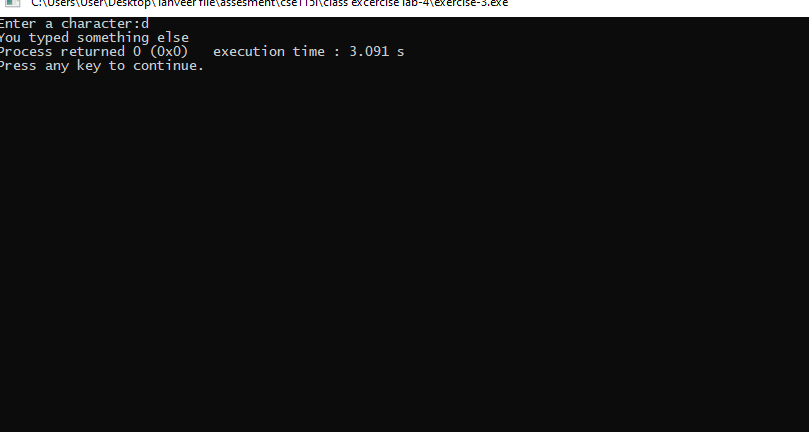 C:\Users\User\Desktop\Tanveer file\assesment\cse115l\class excercise lab-4\exercise-3.exe
Enter a character:d
You typed something else
Process returned 0 (0x0)   execution time : 3.091 s
Press any key to continue.